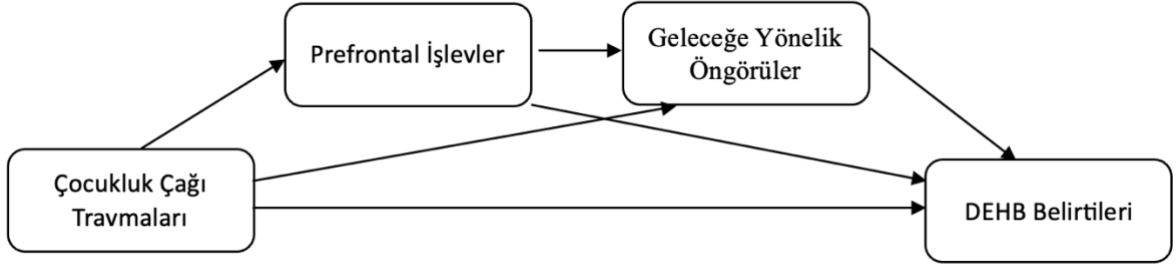 Prefrontal İşlevler
Geleceğe Yönelik
Öngörüler
Çocukluk Çağı
Travmaları
DEHB Belirtileri